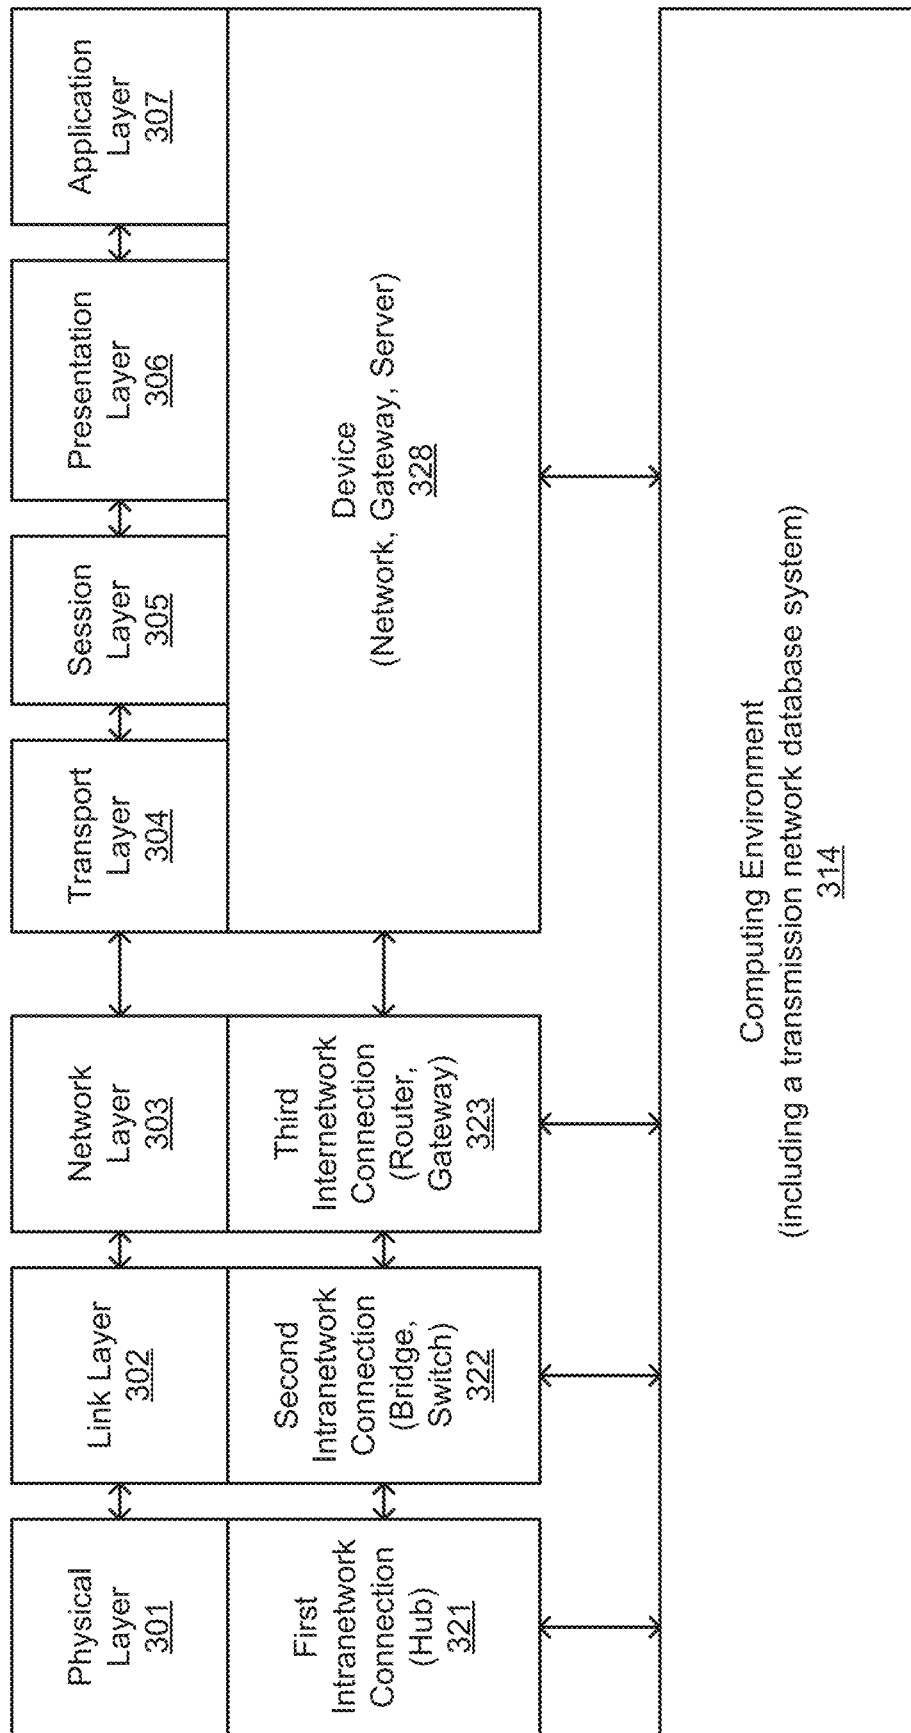 Physical
Layer
301
Link Layer
302
Network
Layer
303
Transport
Layer
304
Session
Layer
305
Presentation
Layer
306
Application
Layer
307
First
Intranetwork
Connection
(Hub)
321
Second
Intranetwork
Connection
(Bridge,
Switch)
322
Third
Internetwork
Connection
(Router,
Gateway)
323
Device
(Network, Gateway, Server)
328
Computing Environment
(including a transmission network database system)
314